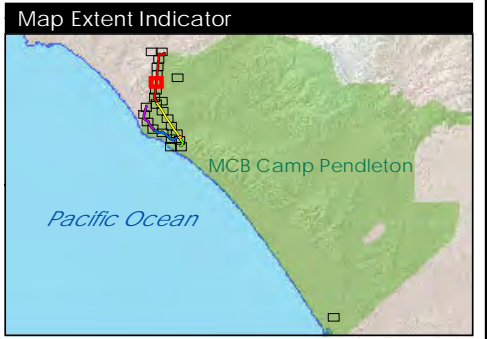 Map Extent Indicator
MCB Camp Pendleton
Pacific Ocean